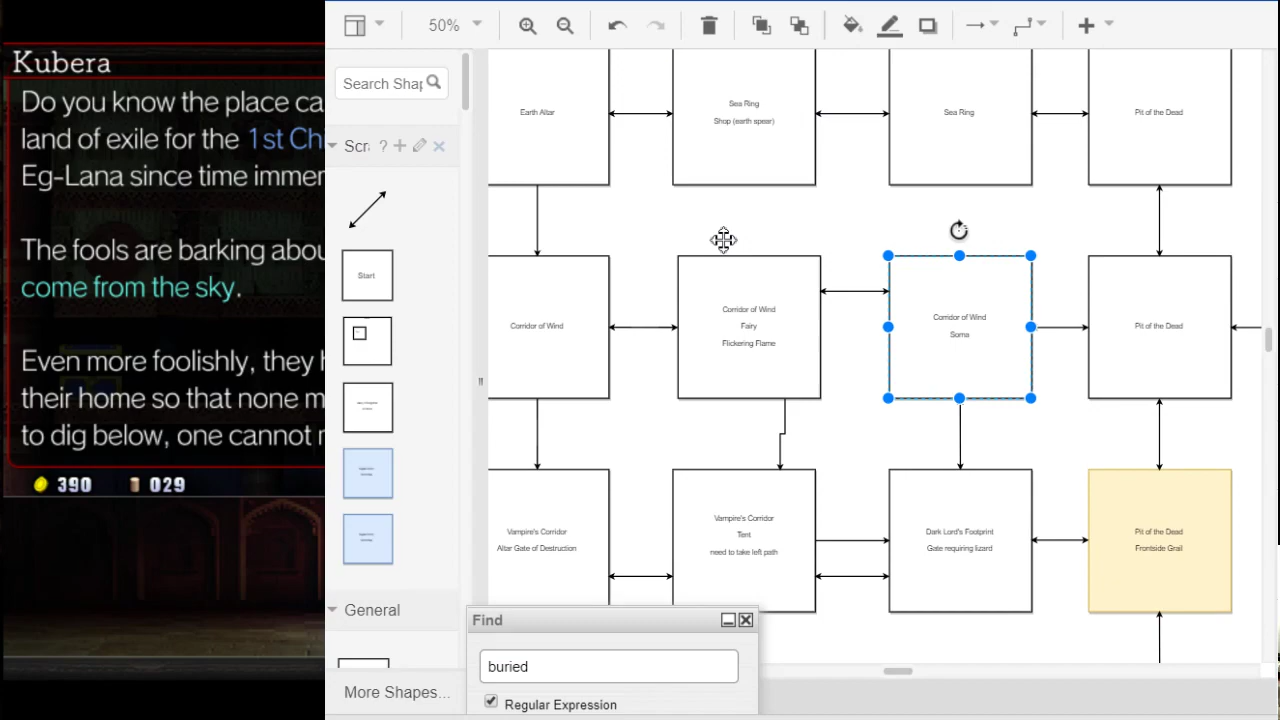 Kubera
Do you know the place ca
land of exile for the 1st Chi
Eg-Lana since time immer
The fools are barking abou
come from the sky.
Even more foolishly, they h
their home so that none m
to dig below, one cannot r
390
029
50%
Search Shap
Scr
?
Start
General
More Shapes...
Earth Altar
Sea Ring
Shop (earth spear)
Sea Ring
Pit of the Dead
Corridor of Wind
Corridor of Wind
Fairy
Flickering Flame
Corridor of Wind
Soma
Pit of the Dead
Vampire's Corridor
Altar Gate of Destruction
Vampire's Corridor
Tent
need to take left path
Dark Lord's Footprint
Gate requiring lizard
Pit of the Dead
Frontside Grail
Find
buried
Regular Expression